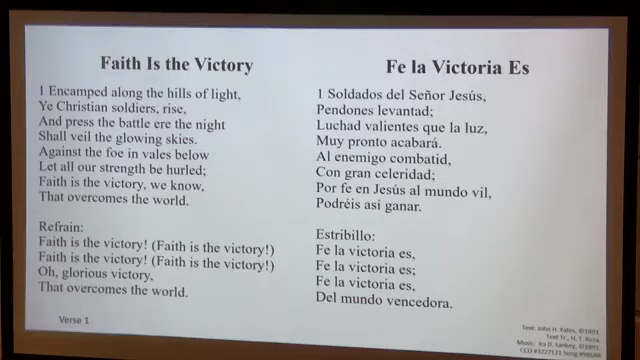 Faith Is the Victory
1 Encamped along the hills of light,
Ye Christian soldiers, rise,
And press the battle ere the night
Shall veil the glowing skies.
Against the foe in vales below
Let all our strength be hurled;
Faith is the victory, we know,
That overcomes the world.
Refrain:
Faith is the victory! (Faith is the victory!)
Faith is the victory! (Faith is the victory!)
Oh, glorious victory,
That overcomes the world.
Verse 1
Fe la Victoria Es
1 Soldados del Señor Jesús,
Pendones levantad;
Luchad valientes que la luz,
Muy pronto acabará.
Al enemigo combatid,
Con gran celeridad;
Por fe en Jesús al mundo vil,
Podréis así ganar.
Estribillo:
Fe la victoria es,
Fe la victoria es;
Fe la victoria es,
Del mundo vencedora.
Text: John H. Yates, ©1891.
Text Tr., H. T. Reza
Music: Ira D. Sankey, ©1891.
CCLI #3227121 Song